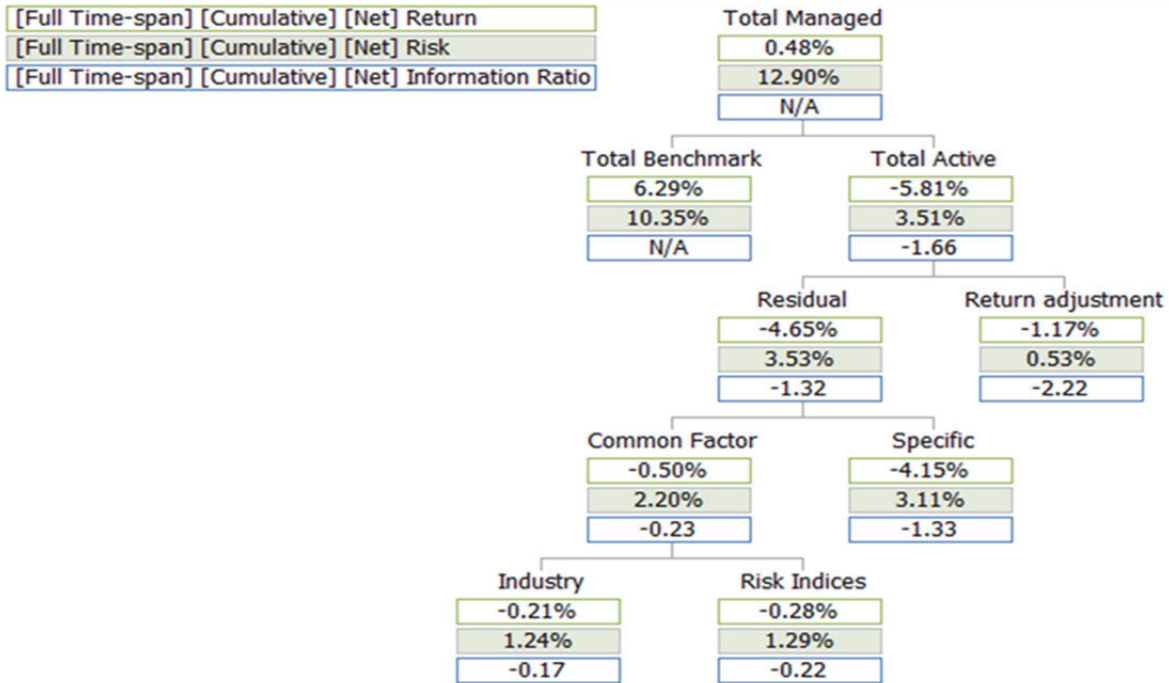 [Full Time-span] [Cumulative] [Net] Return
[Full Time-span] [Cumulative] [Net] Risk
[Full Time-span] [Cumulative] [Net] Information Ratio
Total Managed
0.48%
12.90%
N/A
Total Benchmark
6.29%
10.35%
N/A
Total Active
-5.81%
3.51%
-1.66
Residual
-4.65%
3.53%
-1.32
Return adjustment
-1.17%
0.53%
-2.22
Common Factor
-0.50%
2.20%
-0.23
Specific
-4.15%
3.11%
-1.33
Industry
-0.21%
1.24%
-0.17
Risk Indices
-0.28%
1.29%
-0.22